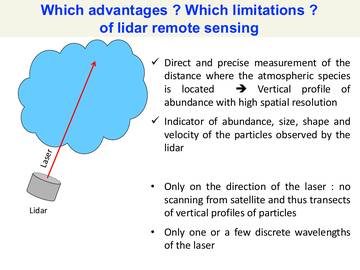 Which advantages ? Which limitations ?
of lidar remote sensing
✓ Direct and precise measurement of the
distance where the atmospheric species
is located ➔ Vertical profile of
abundance with high spatial resolution
✓ Indicator of abundance, size, shape and
velocity of the particles observed by the
lidar
Laser
Lidar
• Only on the direction of the laser : no
scanning from satellite and thus transects
of vertical profiles of particles
• Only one or a few discrete wavelengths
of the laser